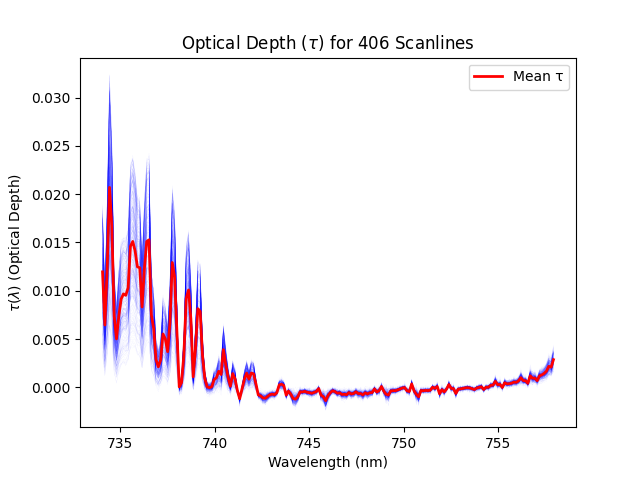 Optical Depth (τ) for 406 Scanlines
Mean τ
τ(λ) (Optical Depth)
0.030
0.025
0.020
0.015
0.010
0.005
0.000
735 740 745 750 755
Wavelength (nm)